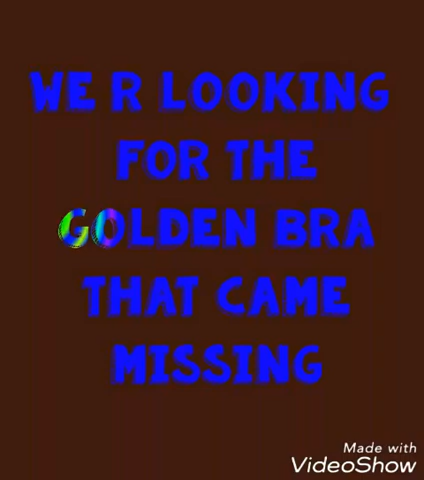 WE R LOOKING
FOR THE
GOLDEN BRA
THAT CAME
MISSING
Made with
VideoShow